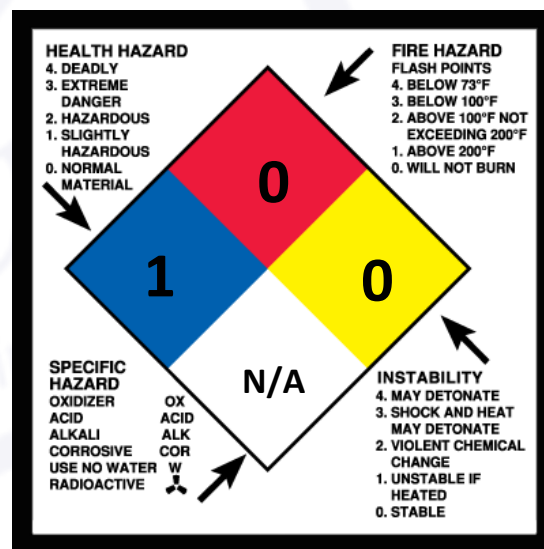 HEALTH HAZARD
4. DEADLY
3. EXTREME
DANGER
2. HAZARDOUS
1. SLIGHTLY
HAZARDOUS
0. NORMAL
MATERIAL
FIRE HAZARD
FLASH POINTS
4. BELOW 73°F
3. BELOW 100°F
2. ABOVE 100°F NOT
EXCEEDING 200°F
1. ABOVE 200°F
0. WILL NOT BURN
0
1
0
N/A
SPECIFIC
HAZARD
OXIDIZER OX
ACID ACID
ALKALI ALK
CORROSIVE COR
USE NO WATER W
RADIOACTIVE
INSTABILITY
4. MAY DETONATE
3. SHOCK AND HEAT
MAY DETONATE
2. VIOLENT CHEMICAL
CHANGE
1. UNSTABLE IF
HEATED
0. STABLE